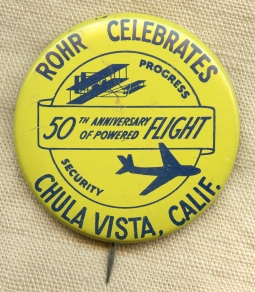 ROHR CELEBRATES
PROGRESS
50TH ANNIVERSARY
OF POWERED FLIGHT
SECURITY
CHULA VISTA, CALIF.